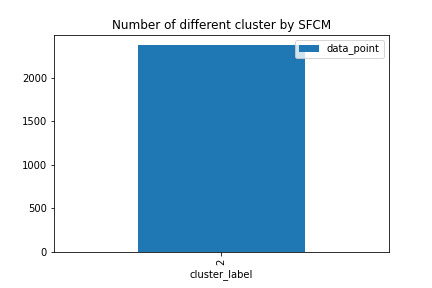 Number of different cluster by SFCM
data_point
2000
1500
1000
500
0
2
cluster_label